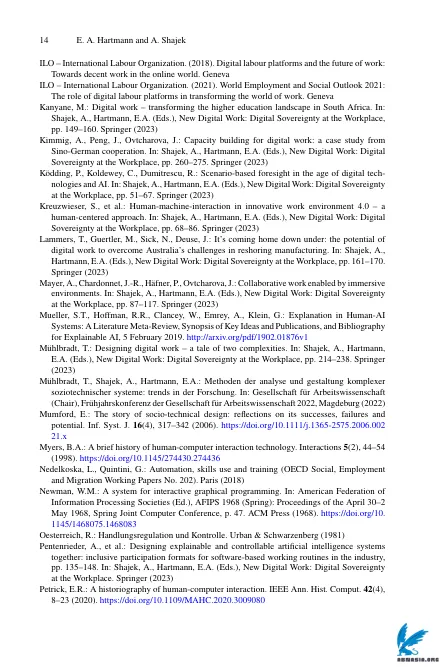 14 E. A. Hartmann and A. Shajek
ILO – International Labour Organization. (2018). Digital labour platforms and the future of work:
Towards decent work in the online world. Geneva
ILO – International Labour Organization. (2021). World Employment and Social Outlook 2021:
The role of digital labour platforms in transforming the world of work. Geneva
Kanyane, M.: Digital work – transforming the higher education landscape in South Africa. In:
Shajek, A., Hartmann, E.A. (Eds.), New Digital Work: Digital Sovereignty at the Workplace,
pp. 149–160. Springer (2023)
Kimmig, A., Peng, J., Ovtcharova, J.: Capacity building for digital work: a case study from
Sino-German cooperation. In: Shajek, A., Hartmann, E.A. (Eds.), New Digital Work: Digital
Sovereignty at the Workplace, pp. 260–275. Springer (2023)
Ködding, P., Koldewey, C., Dumitrescu, R.: Scenario-based foresight in the age of digital tech-
nologies and AI. In: Shajek, A., Hartmann, E.A. (Eds.), New Digital Work: Digital Sovereignty
at the Workplace, pp. 51–67. Springer (2023)
Kreuzwieser, S., et al.: Human-machine-interaction in innovative work environment 4.0 – a
human-centered approach. In: Shajek, A., Hartmann, E.A. (Eds.), New Digital Work: Digital
Sovereignty at the Workplace, pp. 68–86. Springer (2023)
Lammers, T., Guertler, M., Sick, N., Deuse, J.: It's coming home down under: the potential of
digital work to overcome Australia's challenges in reshoring manufacturing. In: Shajek, A.,
Hartmann, E.A. (Eds.), New Digital Work: Digital Sovereignty at the Workplace, pp. 161–170.
Springer (2023)
Mayer, A., Chardonnet, J.-R., Häfner, P., Ovtcharova, J.: Collaborative work enabled by immersive
environments. In: Shajek, A., Hartmann, E.A. (Eds.), New Digital Work: Digital Sovereignty
at the Workplace, pp. 87–117. Springer (2023)
Mueller, S.T., Hoffman, R.R., Clancey, W., Emrey, A., Klein, G.: Explanation in Human-AI
Systems: A Literature Meta-Review, Synopsis of Key Ideas and Publications, and Bibliography
for Explainable AI, 5 February 2019. http://arxiv.org/pdf/1902.01876v1
Mühlbradt, T.: Designing digital work – a tale of two complexities. In: Shajek, A., Hartmann,
E.A. (Eds.), New Digital Work: Digital Sovereignty at the Workplace, pp. 214–238. Springer
(2023)
Mühlbradt, T., Shajek, A., Hartmann, E.A.: Methoden der analyse und gestaltung komplexer
soziotechnischer systeme: trends in der Forschung. In: Gesellschaft für Arbeitswissenschaft
(Chair), Frühjahrskonferenz der Gesellschaft für Arbeitswissenschaft 2022, Magdeburg (2022)
Mumford, E.: The story of socio-technical design: reflections on its successes, failures and
potential. Inf. Syst. J. 16(4), 317–342 (2006). https://doi.org/10.1111/j.1365-2575.2006.002
21.x
Myers, B.A.: A brief history of human-computer interaction technology. Interactions 5(2), 44–54
(1998). https://doi.org/10.1145/274430.274436
Nedelkoska, L., Quintini, G.: Automation, skills use and training (OECD Social, Employment
and Migration Working Papers No. 202). Paris (2018)
Newman, W.M.: A system for interactive graphical programming. In: American Federation of
Information Processing Societies (Ed.), AFIPS 1968 (Spring): Proceedings of the April 30–2
May 1968, Spring Joint Computer Conference, p. 47. ACM Press (1968). https://doi.org/10.
1145/1468075.1468083
Oesterreich, R.: Handlungsregulation und Kontrolle. Urban & Schwarzenberg (1981)
Pentenrieder, A., et al.: Designing explainable and controllable artificial intelligence systems
together: inclusive participation formats for software-based working routines in the industry,
pp. 135–148. In: Shajek, A., Hartmann, E.A. (Eds.), New Digital Work: Digital Sovereignty
at the Workplace. Springer (2023)
Petrick, E.R.: A historiography of human-computer interaction. IEEE Ann. Hist. Comput. 42(4),
8–23 (2020). https://doi.org/10.1109/MAHC.2020.3009080